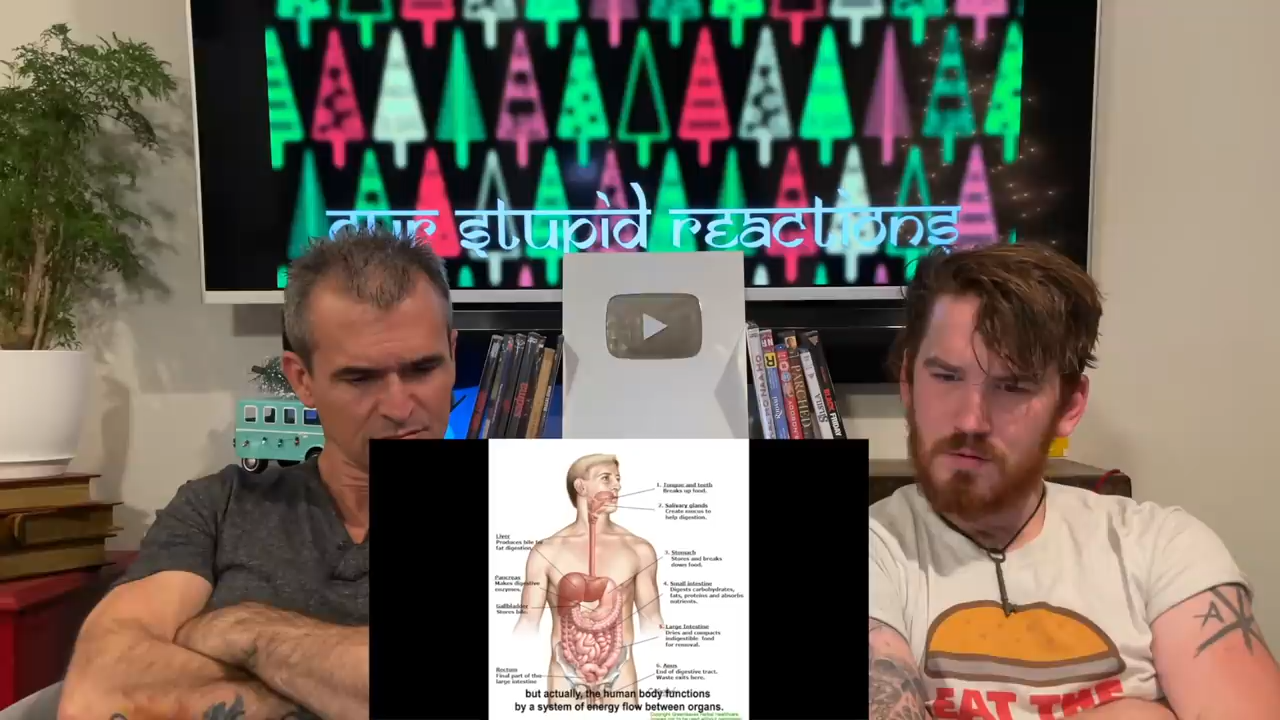 our stupid reactions
PARCHED
BLACK FRIDAY
1. Tongue and teeth
Breaks up food.
2. Salivary glands
Create mucus to
help digestion.
Liver
Produces bile for
fat digestion.
3. Stomach
Stores and breaks
down food.
Pancreas
Makes digestive
enzymes.
4. Small intestine
Digests carbohydrates,
fats, proteins and absorbs
nutrients.
Gallbladder
Stores bile.
5. Large Intestine
Dries and compacts
indigestible food
for removal.
Rectum
Final part of the
large intestine
6. Anus
End of digestive tract.
Waste exits here.
but actually, the human body functions
by a system of energy flow between organs.
EAT THE